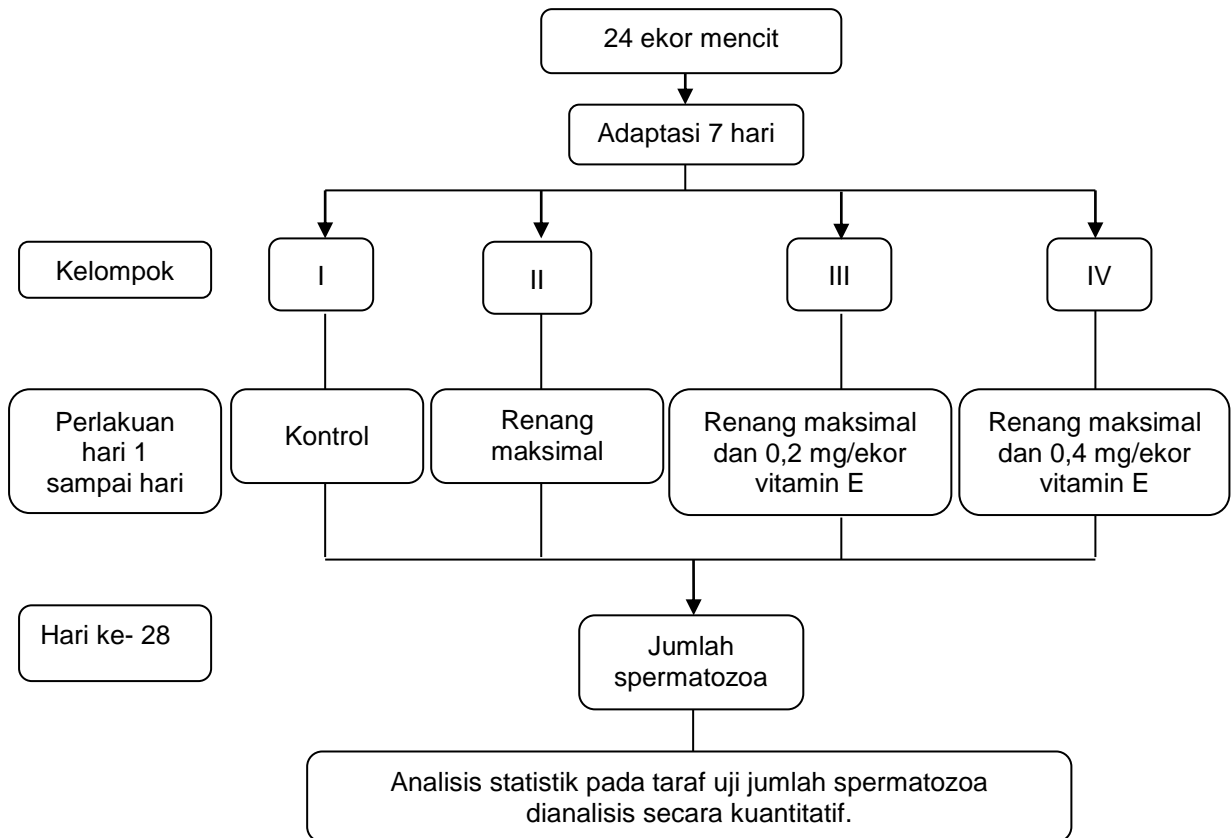 24 ekor mencit
Adaptasi 7 hari
Kelompok
I
II
III
IV
Perlakuan
hari 1
sampai hari
Kontrol
Renang
maksimal
Renang maksimal
dan 0,2 mg/ekor
vitamin E
Renang maksimal
dan 0,4 mg/ekor
vitamin E
Hari ke- 28
Jumlah
spermatozoa
Analisis statistik pada taraf uji jumlah spermatozoa
dianalisis secara kuantitatif.